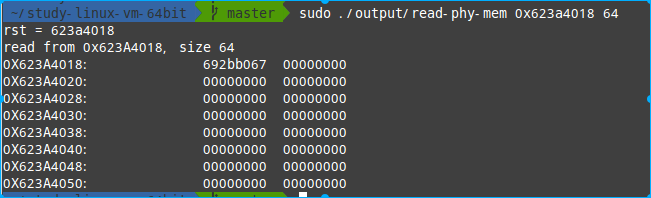 ~/study-linux-vm-64bit master sudo ./output/read-phy-mem 0x623a4018 64
rst = 623a4018
read from 0x623A4018, size 64
0X623A4018: 692bb067 00000000
0X623A4020: 00000000 00000000
0X623A4028: 00000000 00000000
0X623A4030: 00000000 00000000
0X623A4038: 00000000 00000000
0X623A4040: 00000000 00000000
0X623A4048: 00000000 00000000
0X623A4050: 00000000 00000000